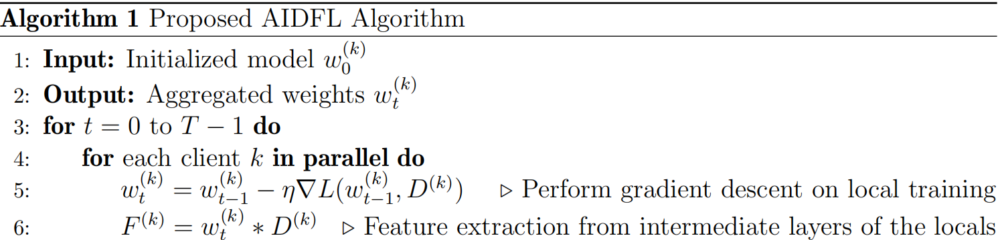 Algorithm 1 Proposed AIDFL Algorithm
1: Input: Initialized model $w_0^{(k)}$
2: Output: Aggregated weights $w_t^{(k)}$
3: for $t = 0$ to $T - 1$ do
4: for each client $k$ in parallel do
5: $w_t^{(k)} = w_{t-1}^{(k)} - \eta \nabla L(w_{t-1}^{(k)}, D^{(k)})$ ▷ Perform gradient descent on local training
6: $F^{(k)} = w_t^{(k)} * D^{(k)}$ ▷ Feature extraction from intermediate layers of the locals